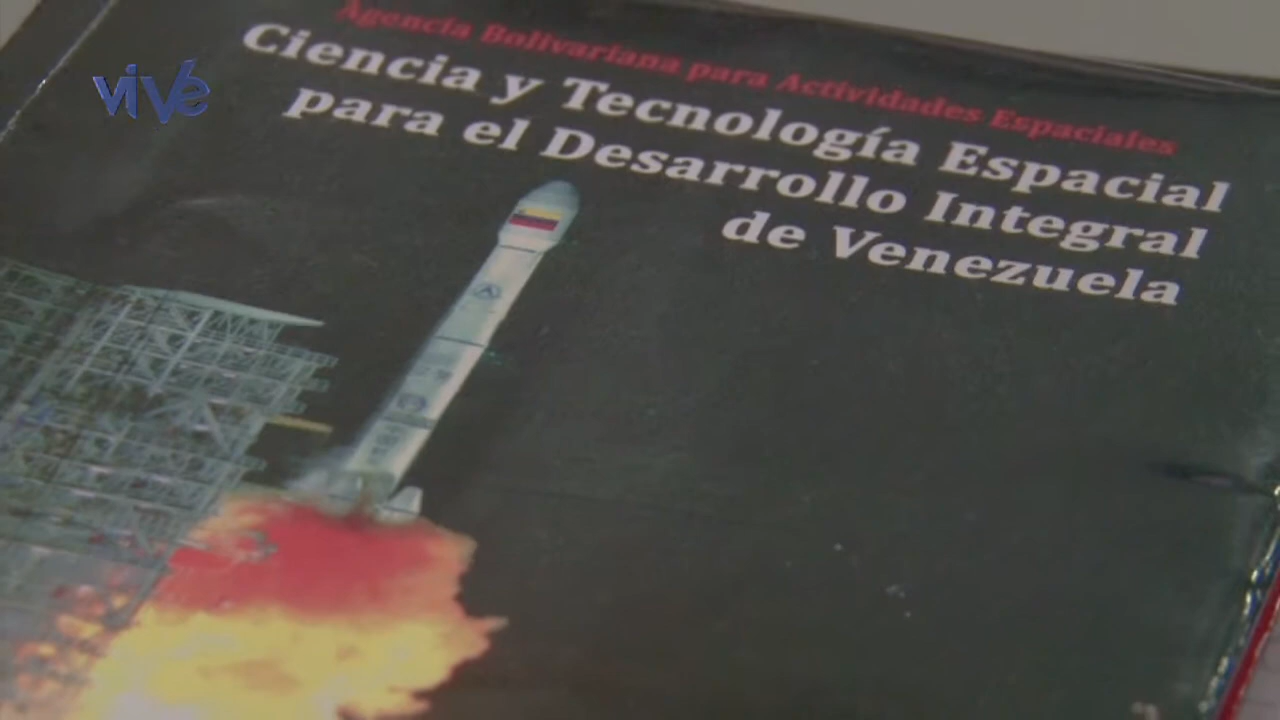 vive
Agencia Bolivariana para Actividades Espaciales
Ciencia y Tecnología Espacial
para el Desarrollo Integral
de Venezuela